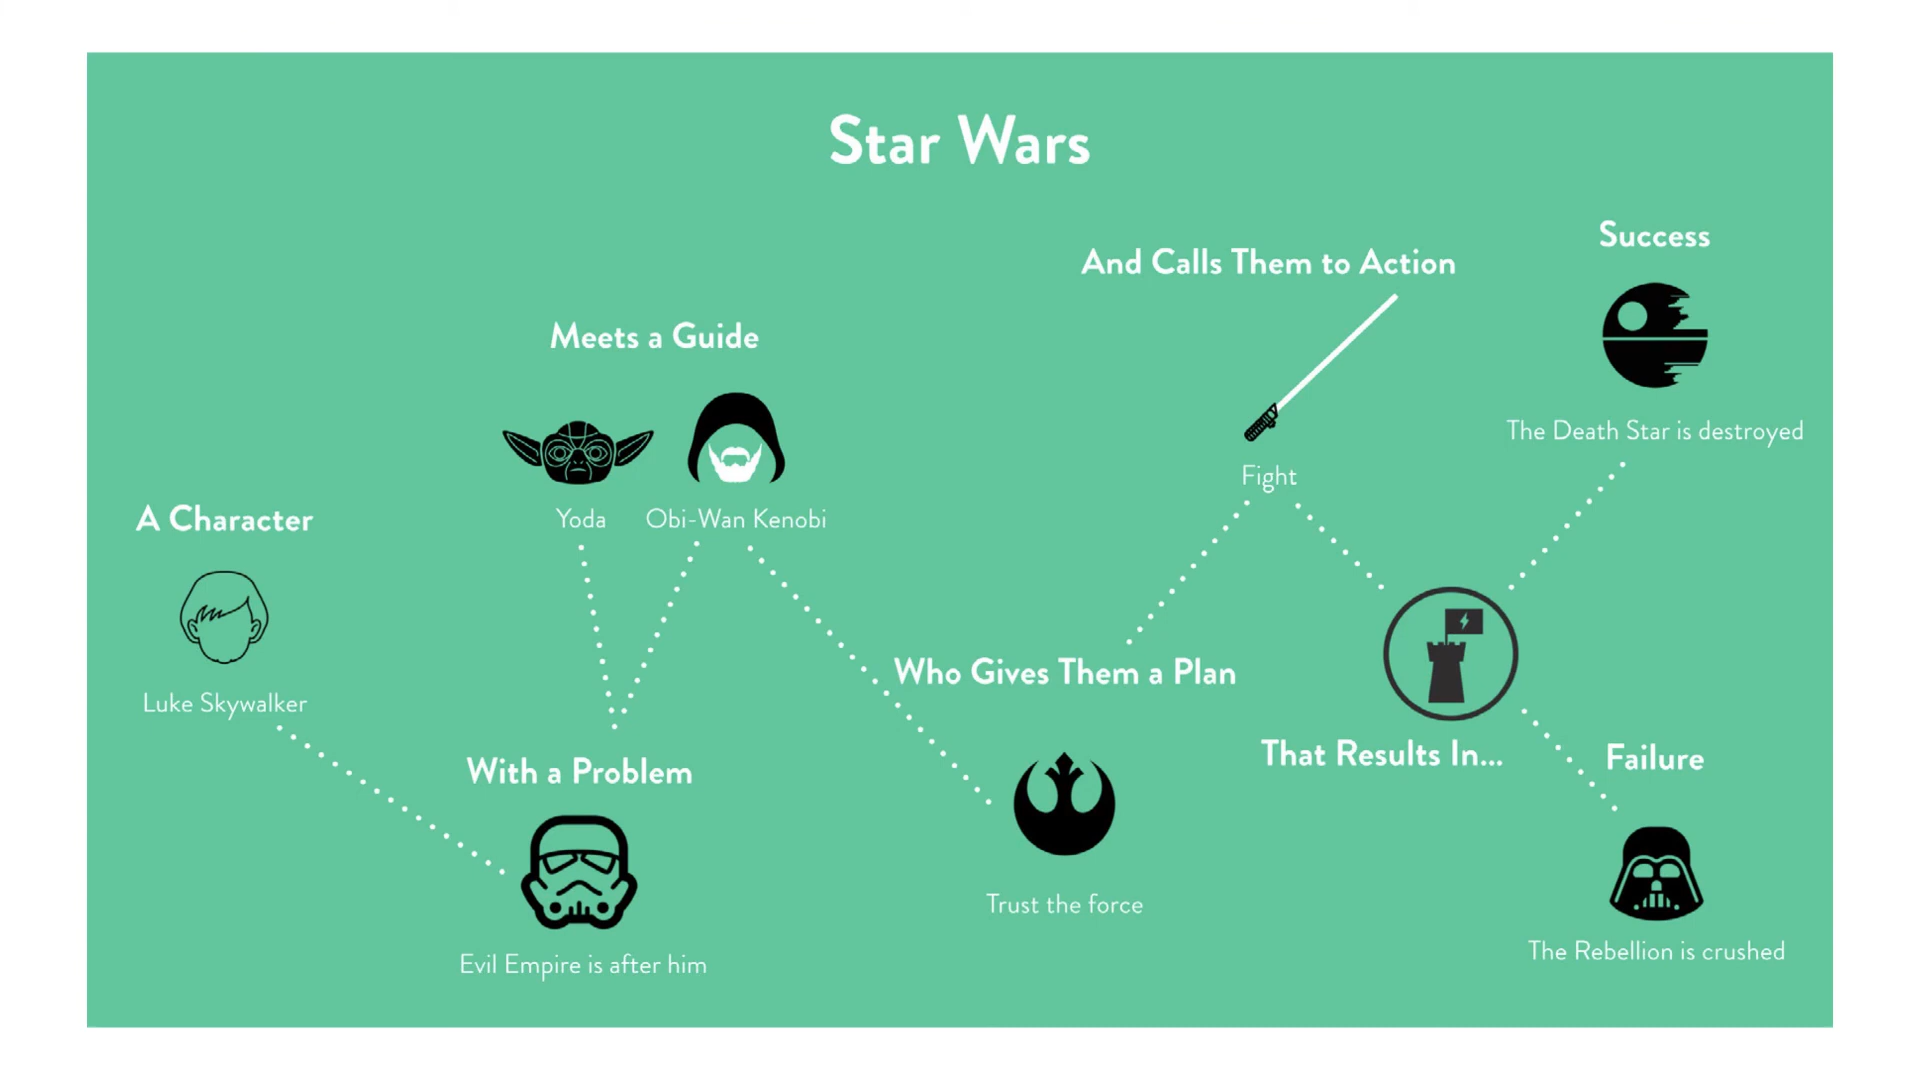 Star Wars
A Character
Luke Skywalker
With a Problem
Evil Empire is after him
Meets a Guide
Yoda
Obi-Wan Kenobi
Who Gives Them a Plan
Trust the force
And Calls Them to Action
Fight
That Results In...
Success
The Death Star is destroyed
Failure
The Rebellion is crushed